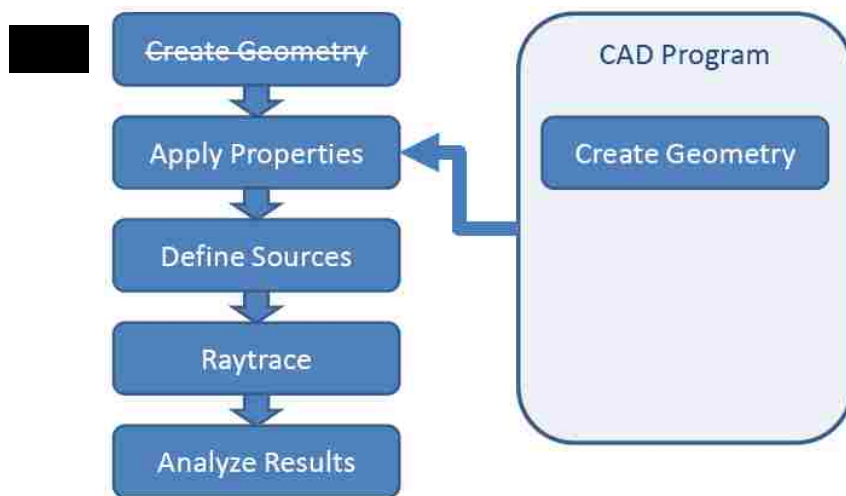 Create Geometry
Apply Properties
Define Sources
Raytrace
Analyze Results
CAD Program
Create Geometry